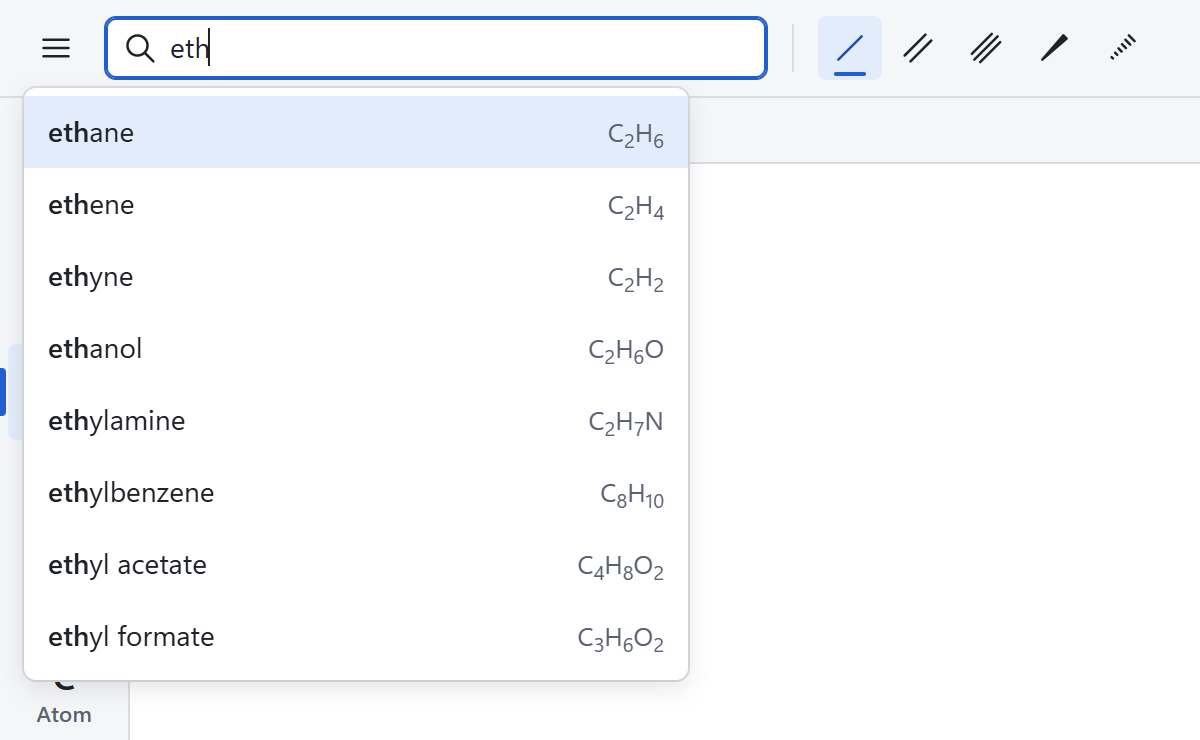 eth
ethane C₂H₆
ethene C₂H₄
ethyne C₂H₂
ethanol C₂H₆O
ethylamine C₂H₇N
ethylbenzene C₈H₁₀
ethyl acetate C₄H₈O₂
ethyl formate C₃H₆O₂
Atom